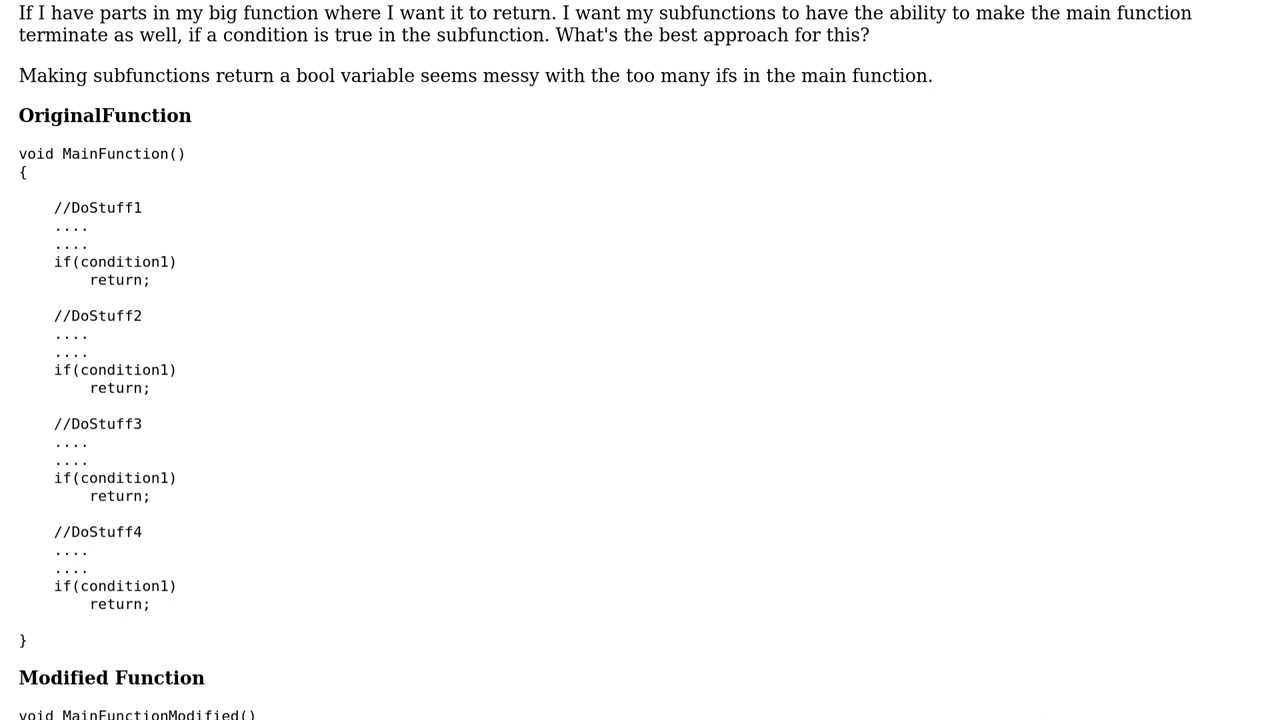 If I have parts in my big function where I want it to return. I want my subfunctions to have the ability to make the main function
terminate as well, if a condition is true in the subfunction. What's the best approach for this?
Making subfunctions return a bool variable seems messy with the too many ifs in the main function.
OriginalFunction
void MainFunction()
{
//DoStuff1
....
....
if(condition1)
return;
//DoStuff2
....
....
if(condition1)
return;
//DoStuff3
....
....
if(condition1)
return;
//DoStuff4
....
....
if(condition1)
return;
}
Modified Function
void MainFunctionModified()